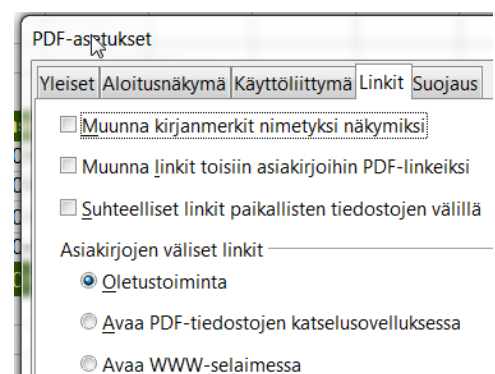 PDF-asetukset
Yleiset Aloitusnäkymä Käyttöliittymä Linkit Suojaus
Muunna kirjanmerkit nimetyksi näkymiksi
Muunna linkit toisiin asiakirjoihin PDF-linkeiksi
Suhteelliset linkit paikallisten tiedostojen välillä
Asiakirjojen väliset linkit
Oletustoiminta
Avaa PDF-tiedostojen katselusovelluksessa
Avaa WWW-selaimessa